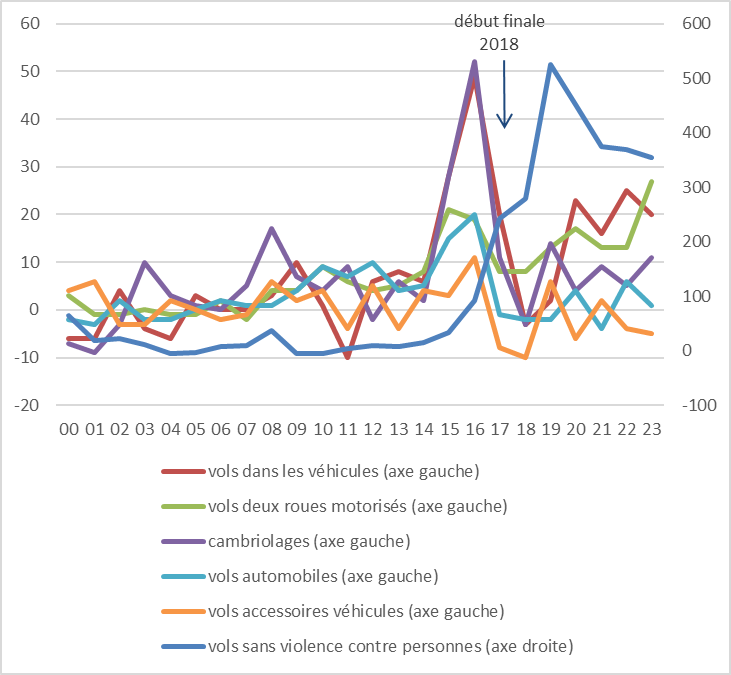 début finale
2018
60
50
40
30
20
10
0
-10
-20
600
500
400
300
200
100
0
-100
00 01 02 03 04 05 06 07 08 09 10 11 12 13 14 15 16 17 18 19 20 21 22 23
vols dans les véhicules (axe gauche)
vols deux roues motorisés (axe gauche)
cambriolages (axe gauche)
vols automobiles (axe gauche)
vols accessoires véhicules (axe gauche)
vols sans violence contre personnes (axe droite)